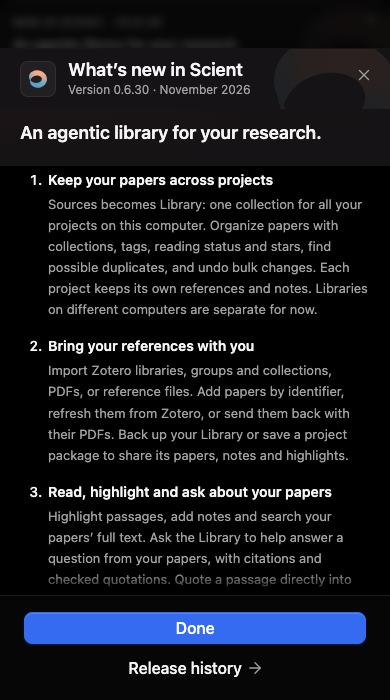 What's new in Scient
Version 0.6.30 · November 2026
An agentic library for your research.
1. Keep your papers across projects
Sources becomes Library: one collection for all your
projects on this computer. Organize papers with
collections, tags, reading status and stars, find
possible duplicates, and undo bulk changes. Each
project keeps its own references and notes. Libraries
on different computers are separate for now.
2. Bring your references with you
Import Zotero libraries, groups and collections,
PDFs, or reference files. Add papers by identifier,
refresh them from Zotero, or send them back with
their PDFs. Back up your Library or save a project
package to share its papers, notes and highlights.
3. Read, highlight and ask about your papers
Highlight passages, add notes and search your
papers’ full text. Ask the Library to help answer a
question from your papers, with citations and
checked quotations. Quote a passage directly into
Done
Release history →